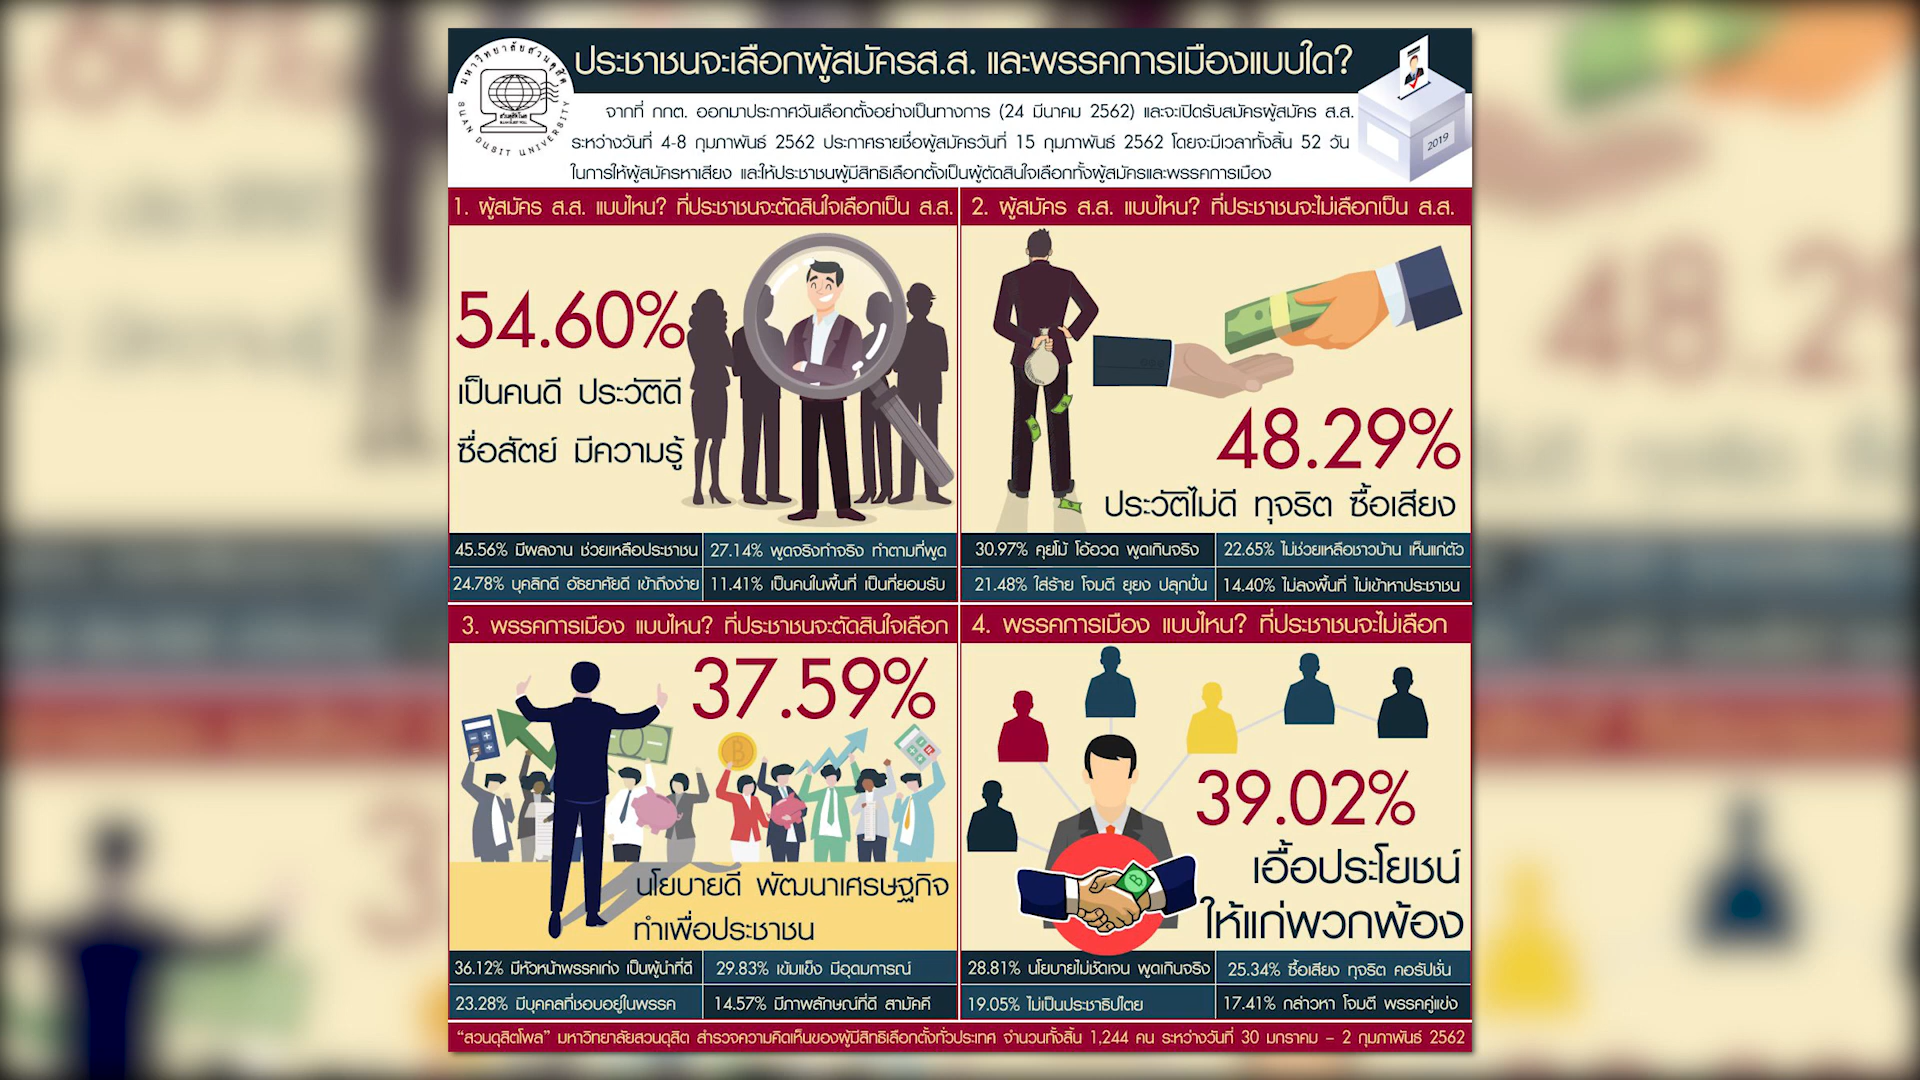 มหาวิทยาลัยสวนดุสิต
SUAN DUSIT UNIVERSITY
ประชาชนจะเลือกผู้สมัครส.ส. และพรรคการเมืองแบบใด?
จากที่ กกต. ออกมาประกาศวันเลือกตั้งอย่างเป็นทางการ (24 มีนาคม 2562) และจะเปิดรับสมัครผู้สมัคร ส.ส.
ระหว่างวันที่ 4-8 กุมภาพันธ์ 2562 ประกาศรายชื่อผู้สมัครวันที่ 15 กุมภาพันธ์ 2562 โดยจะมีเวลาทั้งสิ้น 52 วัน
ในการให้ผู้สมัครหาเสียง และให้ประชาชนผู้มีสิทธิเลือกตั้งเป็นผู้ตัดสินใจเลือกทั้งผู้สมัครและพรรคการเมือง
2019
1. ผู้สมัคร ส.ส. แบบไหน? ที่ประชาชนจะตัดสินใจเลือกเป็น ส.ส.
54.60%
เป็นคนดี ประวัติดี
ซื่อสัตย์ มีความรู้
45.56% มีผลงาน ช่วยเหลือประชาชน
27.14% พูดจริงทำจริง ทำตามที่พูด
24.78% บุคลิกดี อัธยาศัยดี เข้าถึงง่าย
11.41% เป็นคนในพื้นที่ เป็นที่ยอมรับ
2. ผู้สมัคร ส.ส. แบบไหน? ที่ประชาชนจะไม่เลือกเป็น ส.ส.
48.29%
ประวัติไม่ดี ทุจริต ซื้อเสียง
30.97% คุยโม้ โอ้อวด พูดเกินจริง
22.65% ไม่ช่วยเหลือชาวบ้าน เห็นแก่ตัว
21.48% ใส่ร้าย โจมตี ยุยง ปลุกปั่น
14.40% ไม่ลงพื้นที่ ไม่เข้าหาประชาชน
3. พรรคการเมือง แบบไหน? ที่ประชาชนจะตัดสินใจเลือก
37.59%
นโยบายดี พัฒนาเศรษฐกิจ
ทำเพื่อประชาชน
36.12% มีหัวหน้าพรรคเก่ง เป็นผู้นำที่ดี
29.83% เข้มแข็ง มีอุดมการณ์
23.28% มีบุคคลที่ชอบอยู่ในพรรค
14.57% มีภาพลักษณ์ที่ดี สามัคคี
4. พรรคการเมือง แบบไหน? ที่ประชาชนจะไม่เลือก
39.02%
เอื้อประโยชน์
ให้แก่พวกพ้อง
28.81% นโยบายไม่ชัดเจน พูดเกินจริง
25.34% ซื้อเสียง ทุจริต คอรัปชั่น
19.05% ไม่เป็นประชาธิปไตย
17.41% กล่าวหา โจมตี พรรคคู่แข่ง
“สวนดุสิตโพล” มหาวิทยาลัยสวนดุสิต สำรวจความคิดเห็นของผู้มีสิทธิเลือกตั้งทั่วประเทศ จำนวนทั้งสิ้น 1,244 คน ระหว่างวันที่ 30 มกราคม – 2 กุมภาพันธ์ 2562